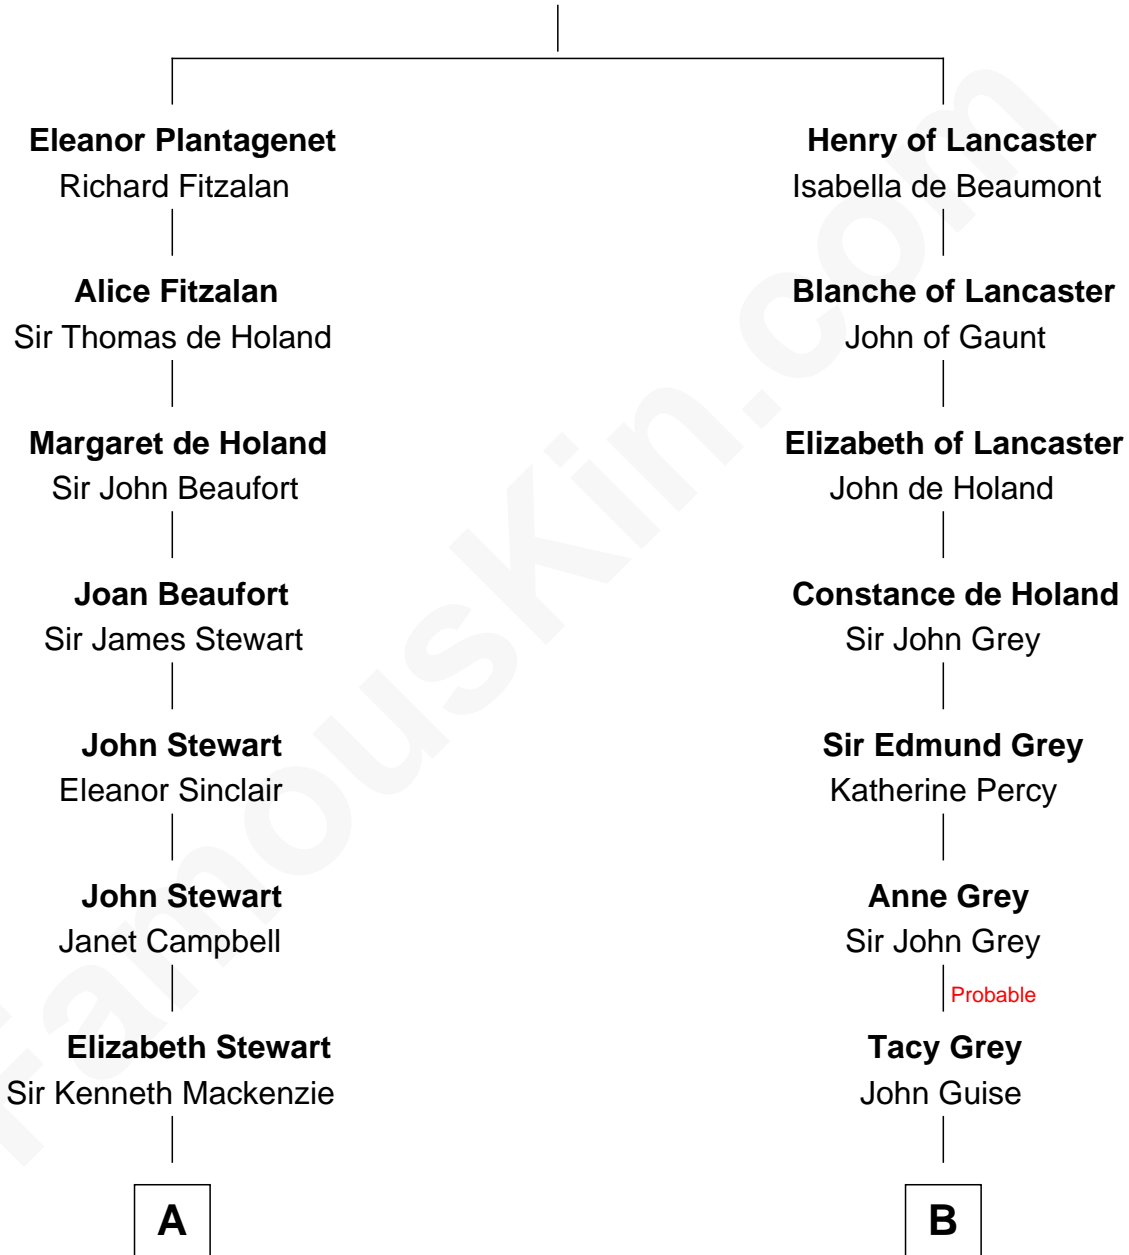 Eleanor Plantagenet
Richard Fitzalan
Alice Fitzalan
Sir Thomas de Holand
Margaret de Holand
Sir John Beaufort
Joan Beaufort
Sir James Stewart
John Stewart
Eleanor Sinclair
John Stewart
Janet Campbell
Elizabeth Stewart
Sir Kenneth Mackenzie
A
Henry of Lancaster
Isabella de Beaumont
Blanche of Lancaster
John of Gaunt
Elizabeth of Lancaster
John de Holand
Constance de Holand
Sir John Grey
Sir Edmund Grey
Katherine Percy
Anne Grey
Sir John Grey
Probable
Tacy Grey
John Guise
B
FamousKin.com